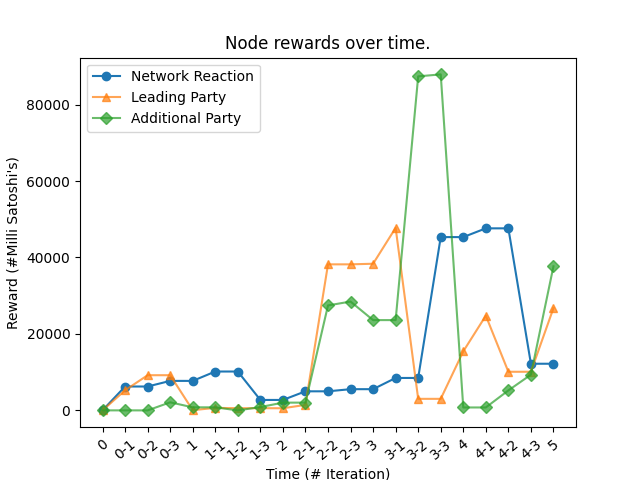 Node rewards over time.
Network Reaction
Leading Party
Additional Party
Reward (#Milli Satoshi's)
80000
60000
40000
20000
0
0 0-1 0-2 0-3 1 1-1 1-2 1-3 2 2-1 2-2 2-3 3 3-1 3-2 3-3 4 4-1 4-2 4-3 5
Time (# Iteration)